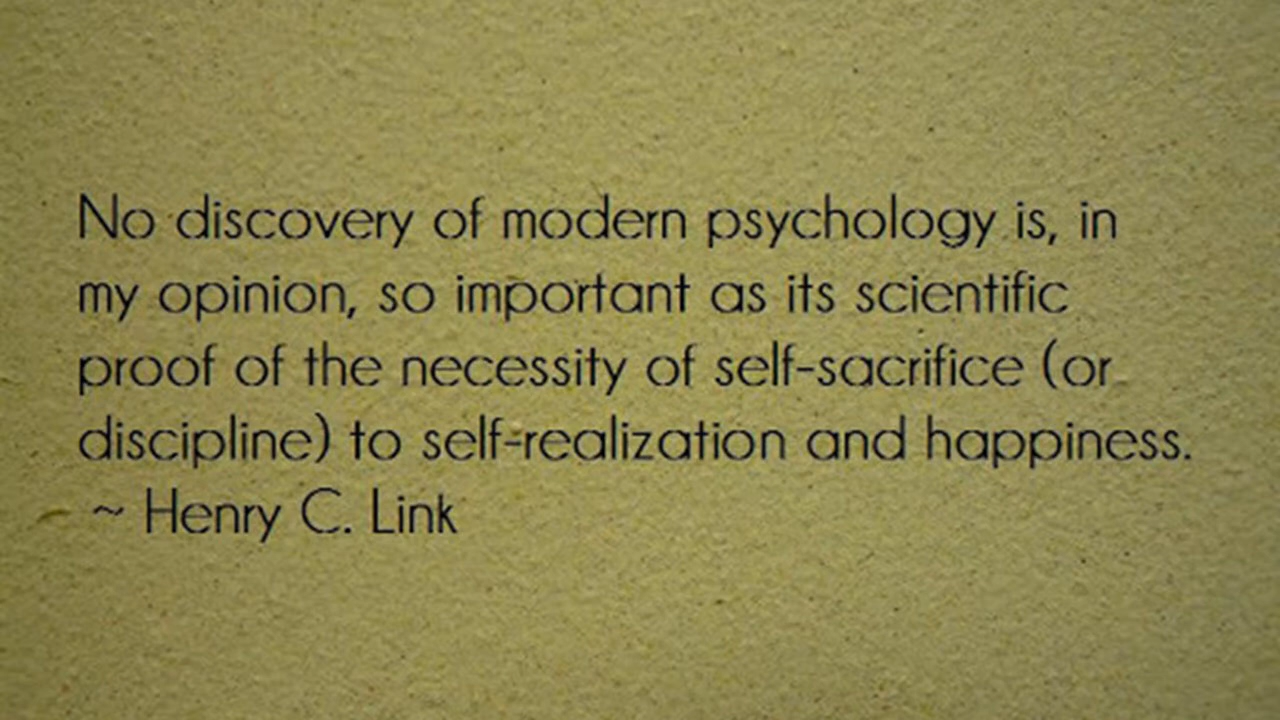 No discovery of modern psychology is, in
my opinion, so important as its scientific
proof of the necessity of self-sacrifice (or
discipline) to self-realization and happiness.
~ Henry C. Link